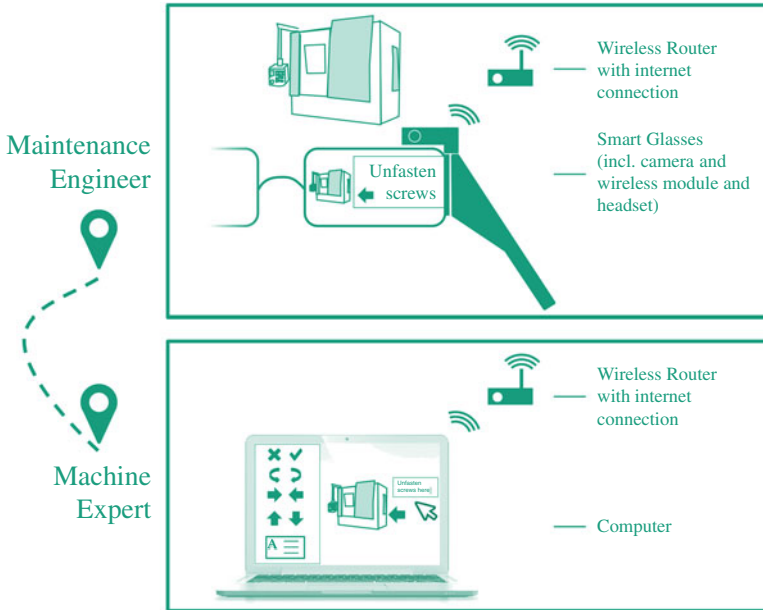 Wireless Router
with internet
connection
Maintenance
Engineer
Smart Glasses
(incl. camera and
wireless module and
headset)
Unfasten
screws
Wireless Router
with internet
connection
Machine
Expert
Unfasten
screws here|
A
Computer